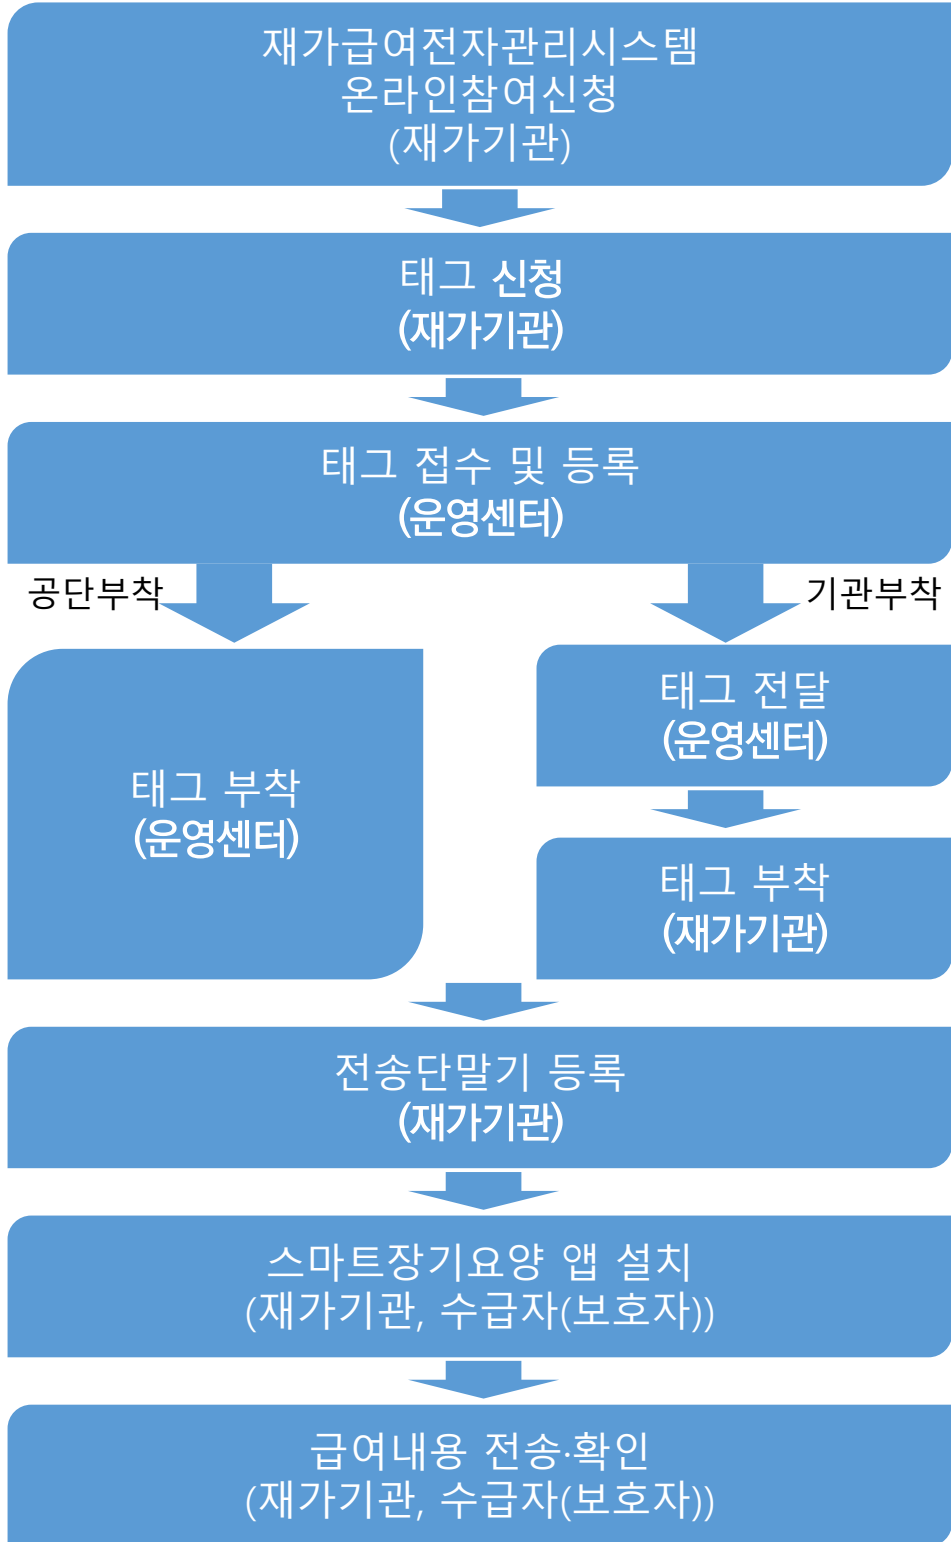 재가급여전자관리시스템
온라인참여신청
(재가기관)
태그 신청
(재가기관)
태그 접수 및 등록
(운영센터)
공단부착
기관부착
태그 부착
(운영센터)
태그 전달
(운영센터)
태그 부착
(재가기관)
전송단말기 등록
(재가기관)
스마트장기요양 앱 설치
(재가기관, 수급자(보호자))
급여내용 전송·확인
(재가기관, 수급자(보호자))